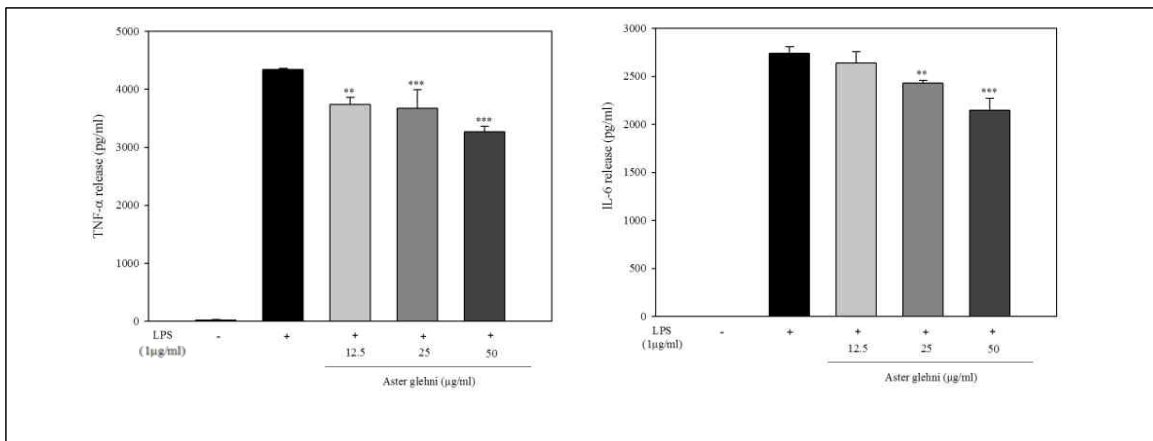 5000
4000
3000
2000
1000
0
TNF-α release (pg/ml)
**
***
***
LPS - + + + +
(1μg/ml) 12.5 25 50
Aster glehni (μg/ml)
3000
2500
2000
1500
1000
500
0
IL-6 release (pg/ml)
**
***
LPS - + + + +
(1μg/ml) 12.5 25 50
Aster glehni (μg/ml)